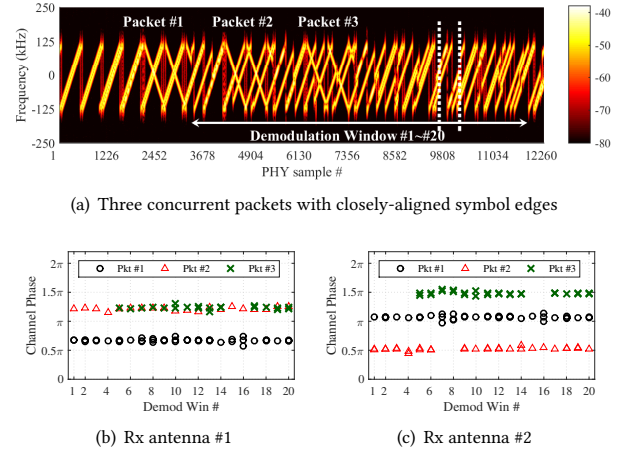 Packet #1 Packet #2 Packet #3
Frequency (kHz)
250
125
0
-125
-250
Demodulation Window #1~#20
1 1226 2452 3678 4904 6130 7356 8582 9808 11034 12260
PHY sample #
-40
-50
-60
-70
-80
(a) Three concurrent packets with closely-aligned symbol edges
Pkt #1 Pkt #2 Pkt #3
Channel Phase
2π
1.5π
π
0.5π
0
1 2 4 6 8 10 12 14 16 18 20
Demod Win #
(b) Rx antenna #1
Pkt #1 Pkt #2 Pkt #3
Channel Phase
2π
1.5π
π
0.5π
0
1 2 4 6 8 10 12 14 16 18 20
Demod Win #
(c) Rx antenna #2